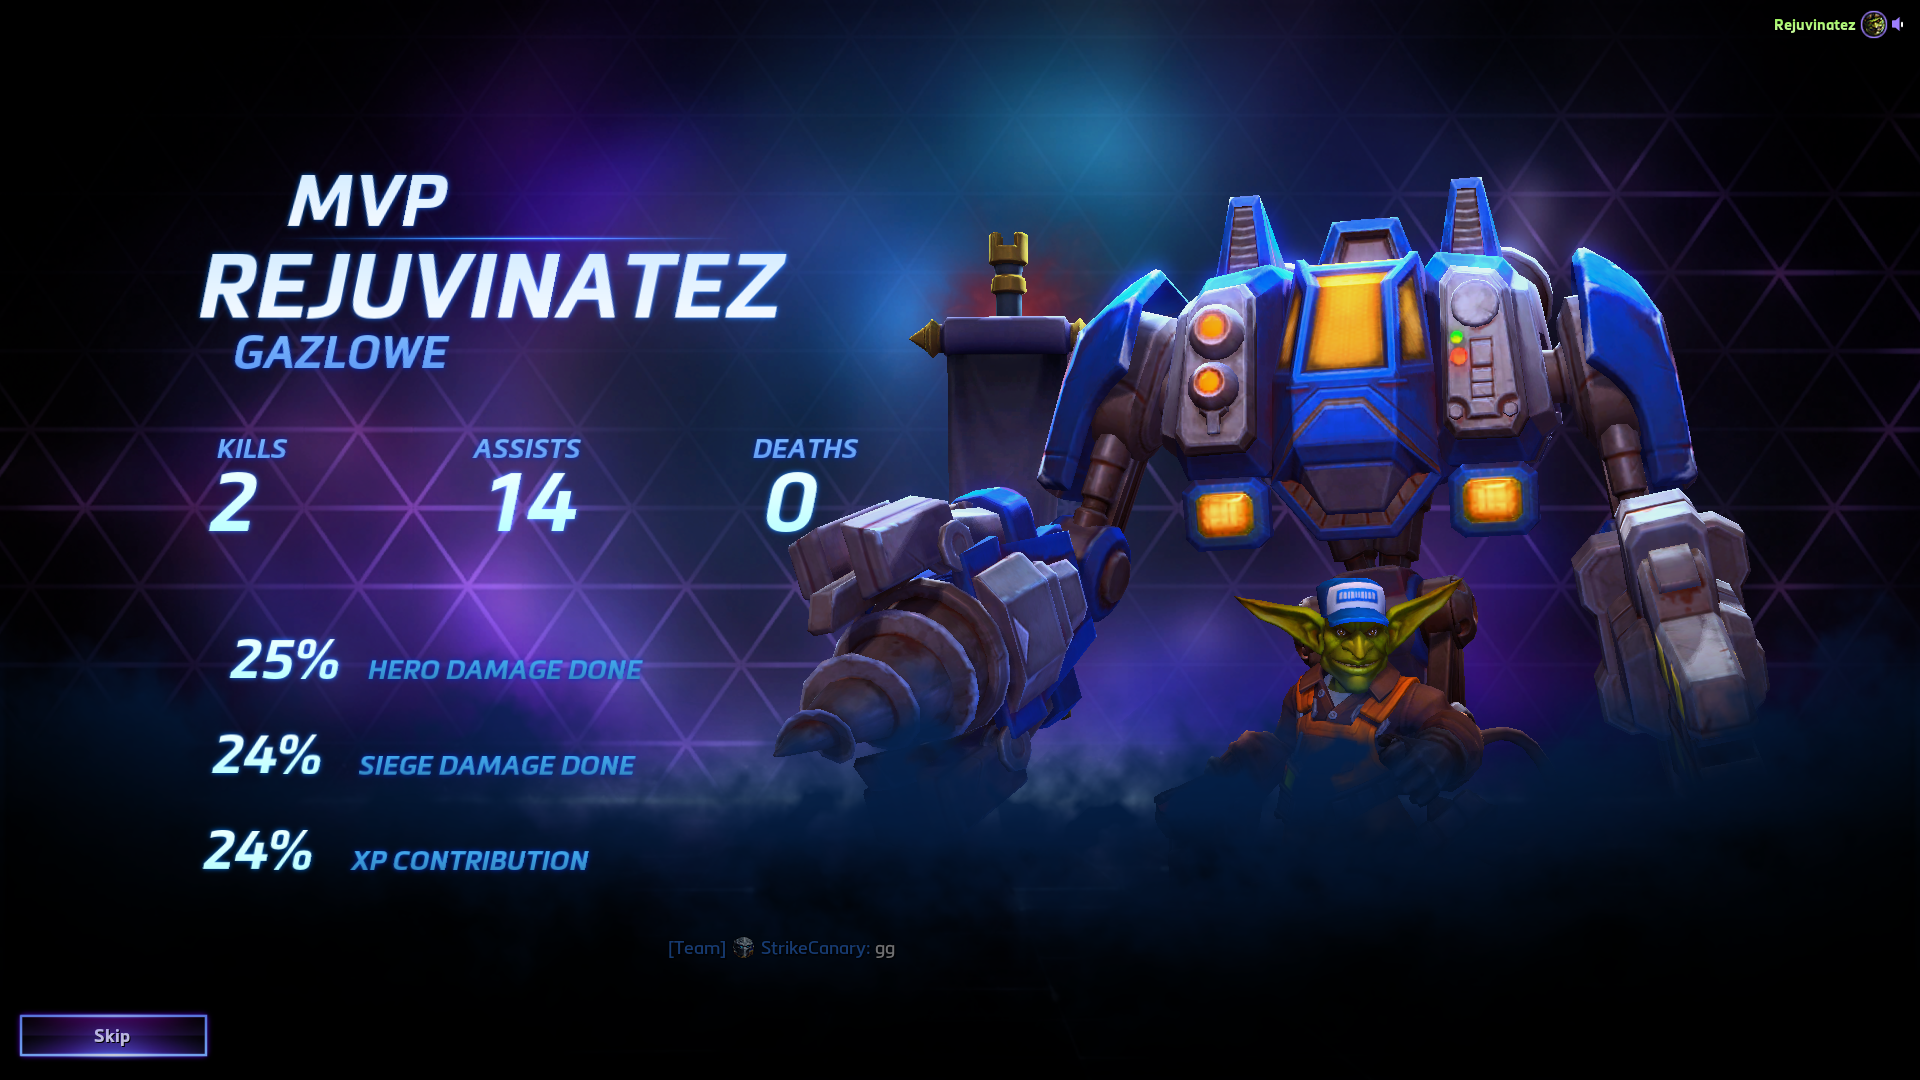 Rejuvinatez
MVP
REJUVINATEZ
GAZLOWE
KILLS ASSISTS DEATHS
2 14 0
25% HERO DAMAGE DONE
24% SIEGE DAMAGE DONE
24% XP CONTRIBUTION
[Team] StrikeCanary: gg
Skip